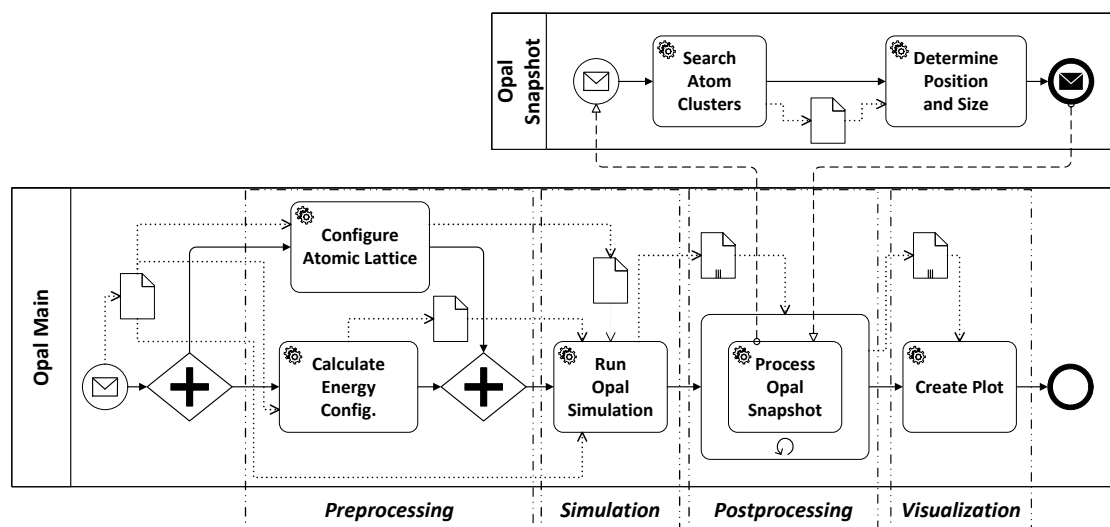 Opal
Snapshot
Search
Atom
Clusters
Determine
Position
and Size
Opal Main
Configure
Atomic Lattice
Calculate
Energy
Config.
Run
Opal
Simulation
Process
Opal
Snapshot
Create Plot
Preprocessing
Simulation
Postprocessing
Visualization